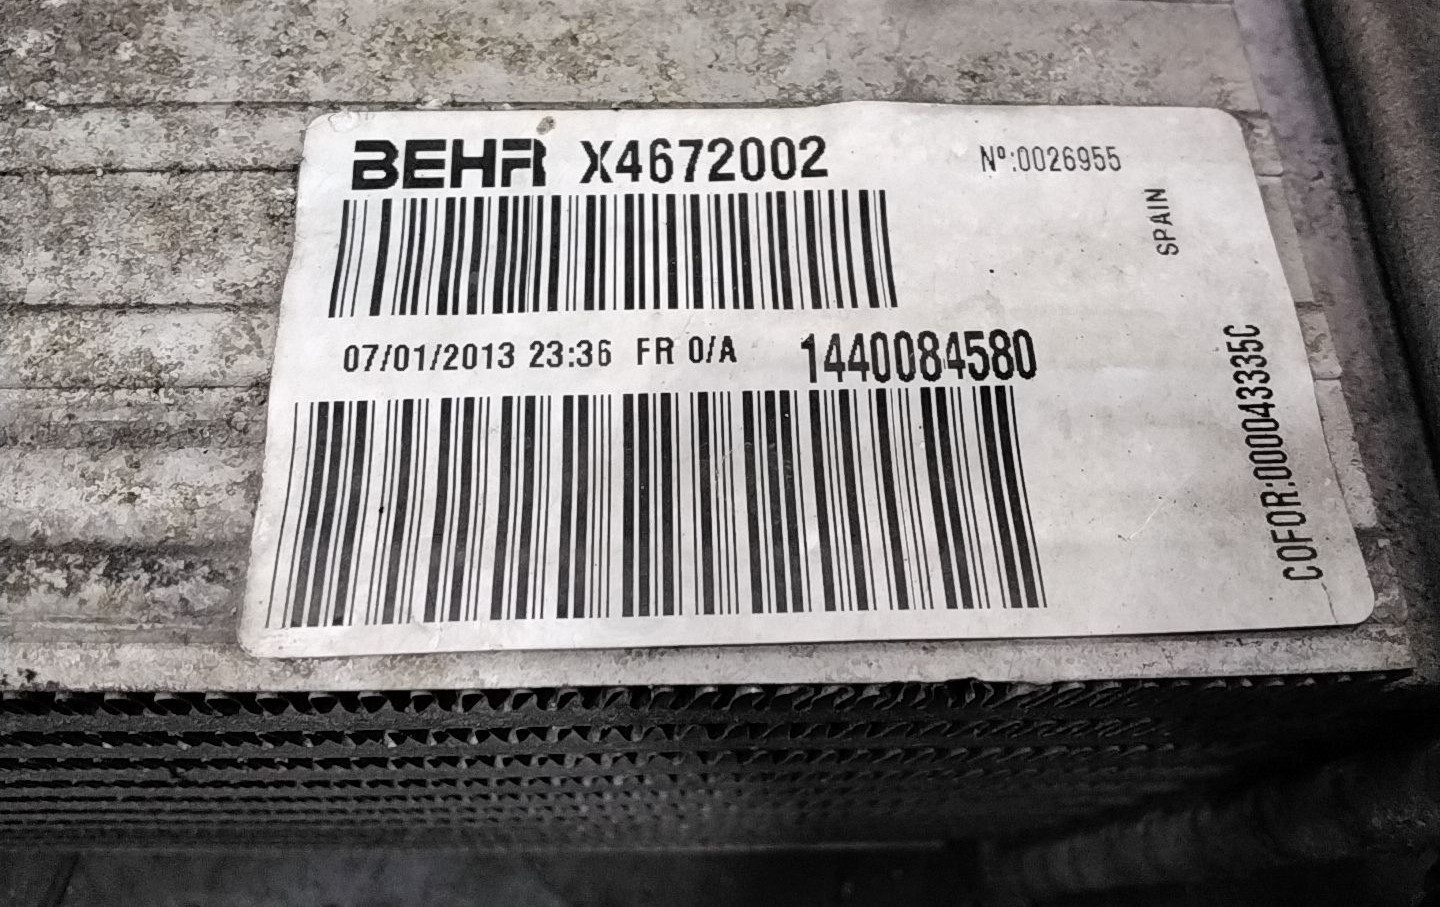 BEHR X4672002
Nº:0026955
SPAIN
07/01/2013 23:36 FR 0/A 1440084580
COFOR:000043335C